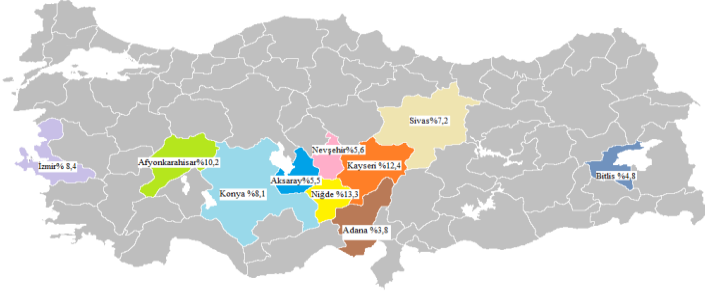 Sivas%7,2
Nevşehir%5,6
Afyonkarahisar%10,2
İzmir% 8,4
Kayseri %12,4
Bitlis %4,8
Aksaray%5,5
Konya %8,1
Niğde %13,3
Adana %3,8